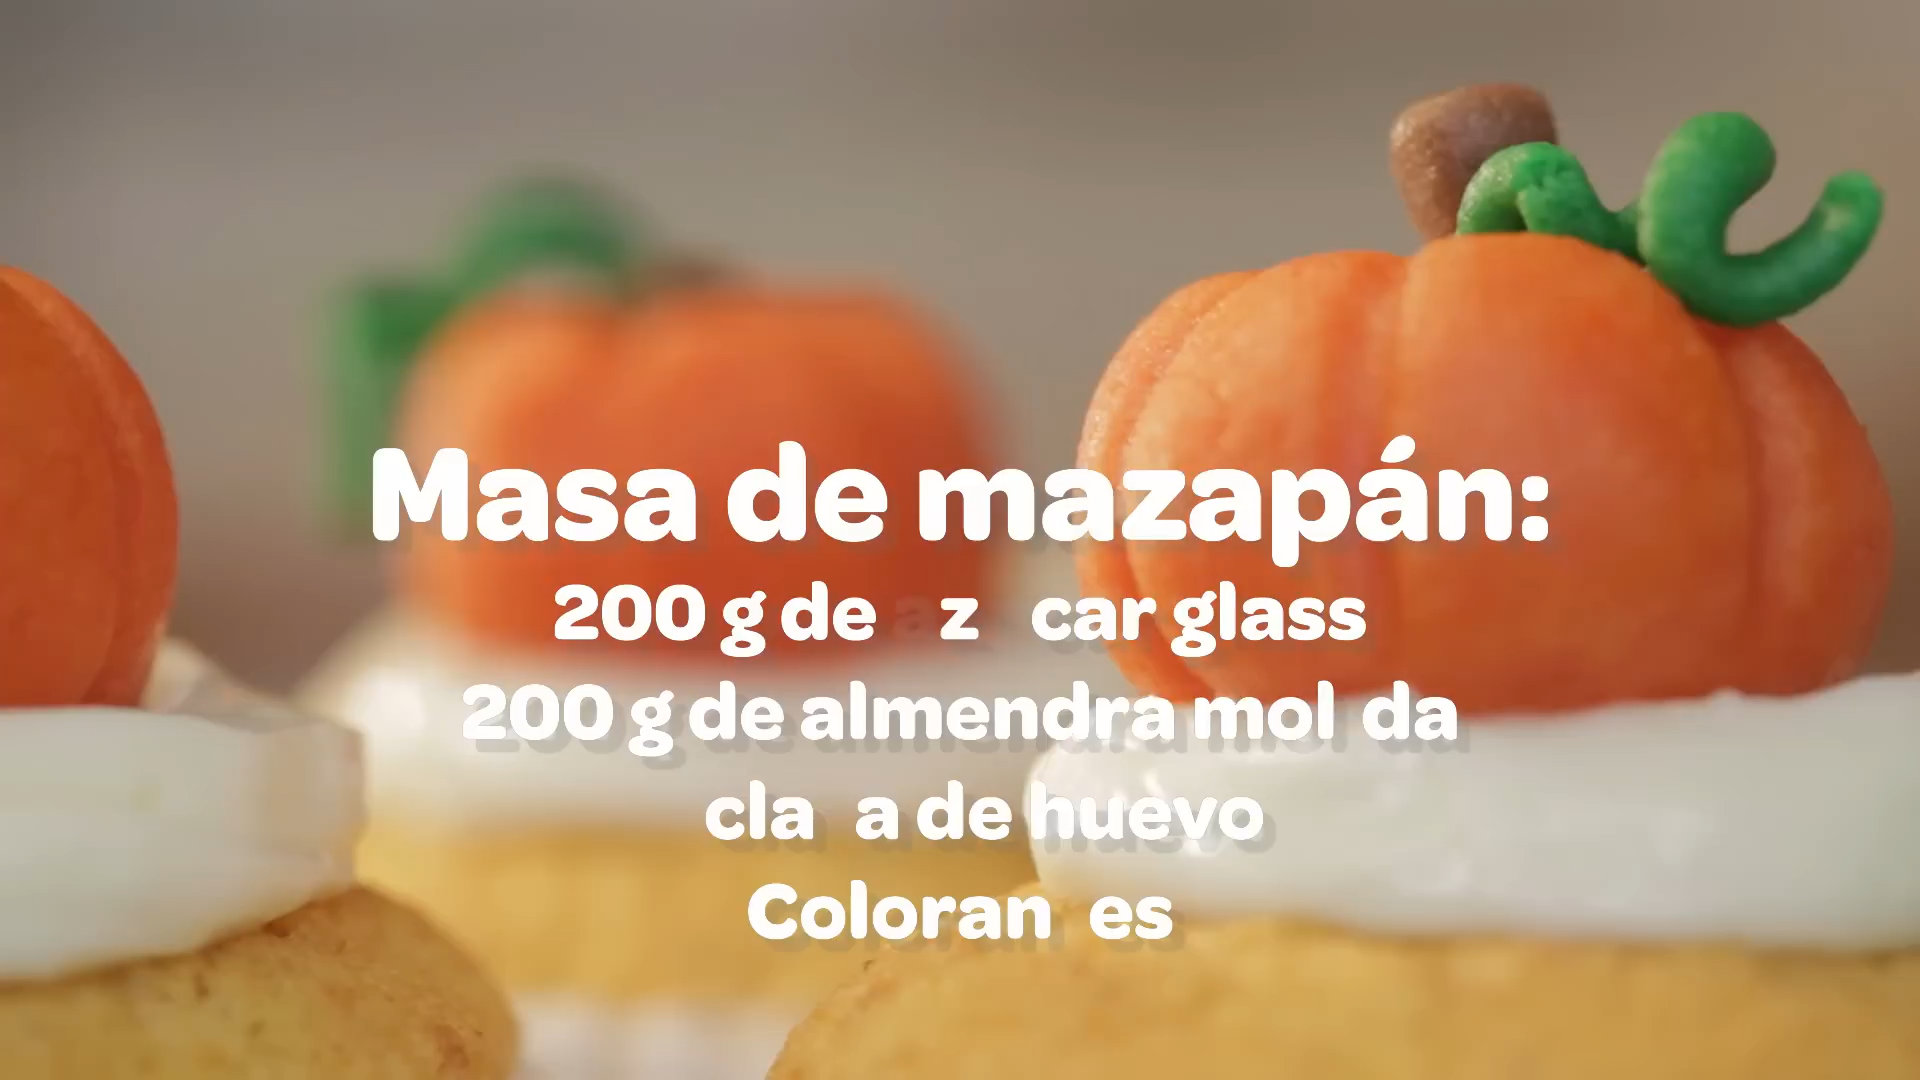 Masa de mazapán:
200 g de z car glass
200 g de almendra mol da
cla a de huevo
Coloran es